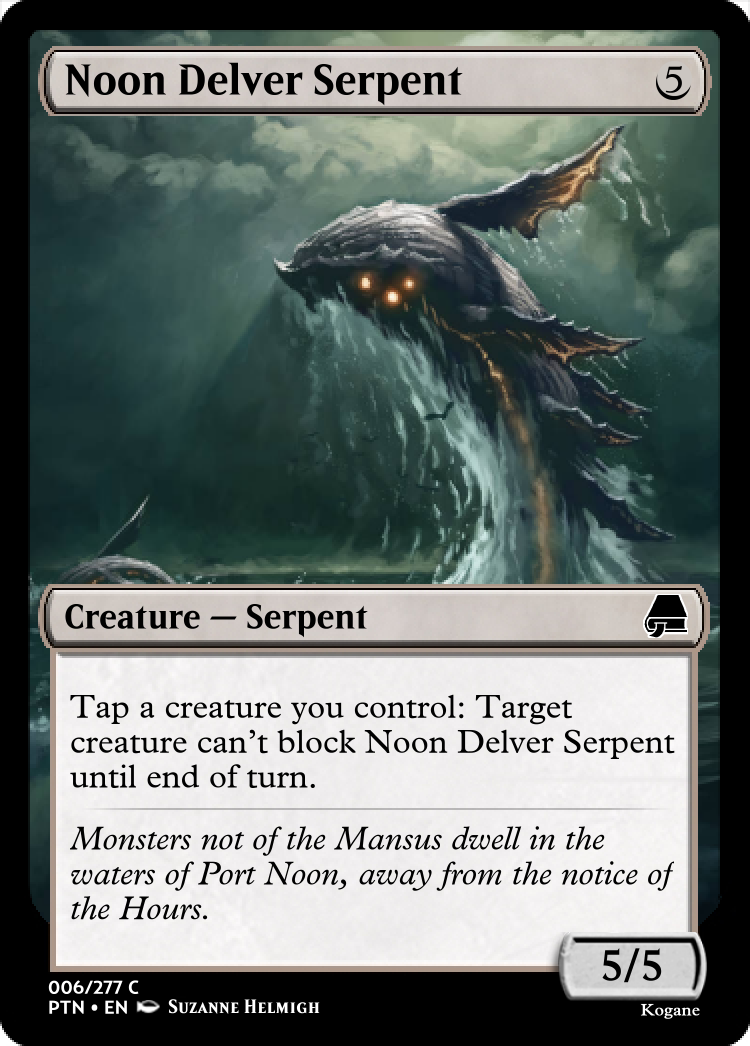 Noon Delver Serpent 5
Creature — Serpent
Tap a creature you control: Target
creature can't block Noon Delver Serpent
until end of turn.
Monsters not of the Mansus dwell in the
waters of Port Noon, away from the notice of
the Hours.
5/5
006/277 C
PTN • EN Suzanne Helmigh
Kogane